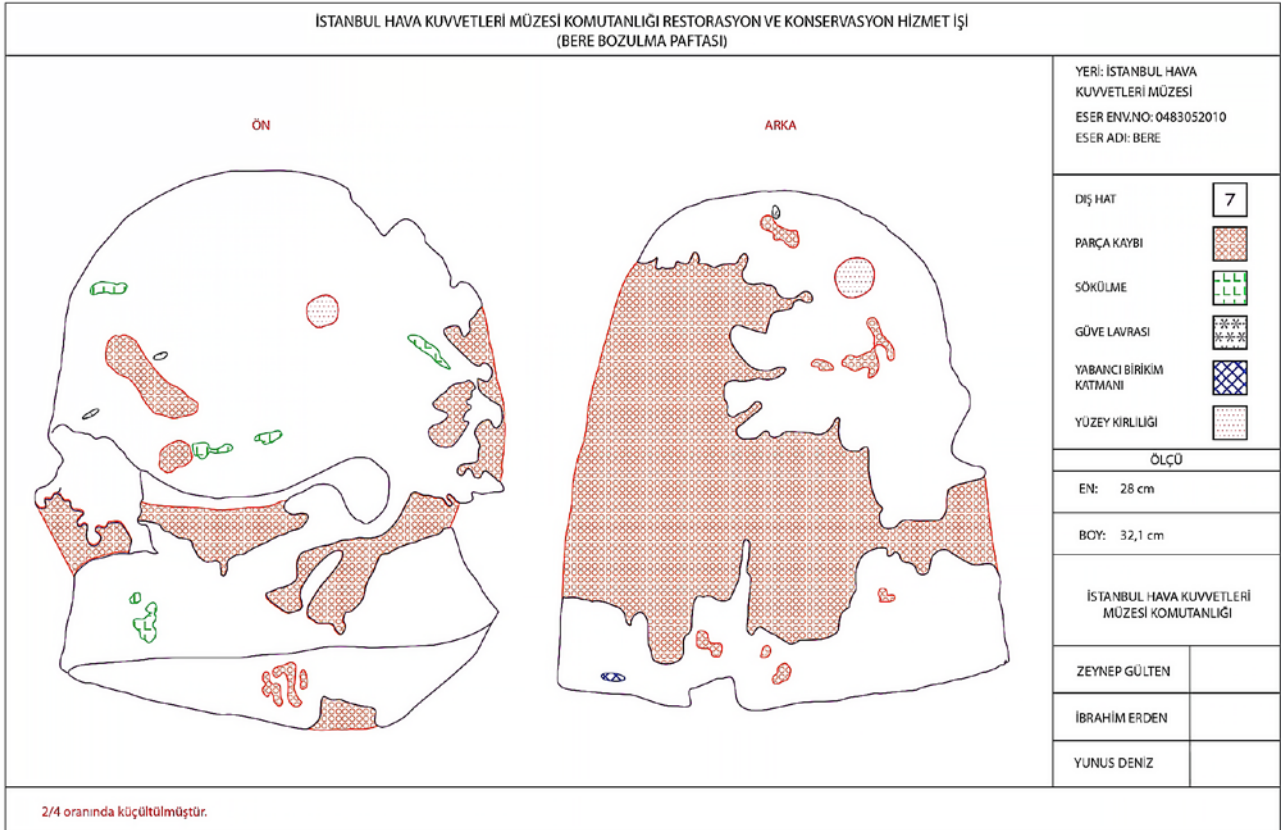 İSTANBUL HAVA KUVVETLERİ MÜZESİ KOMUTANLIĞI RESTORASYON VE KONSERVASYON HİZMET İŞİ
(BERE BOZULMA PAFTASI)
ÖN
ARKA
YERİ: İSTANBUL HAVA
KUVVETLERİ MÜZESİ
ESER ENV.NO: 0483052010
ESER ADI: BERE
DIŞ HAT
7
PARÇA KAYBI
SÖKÜLME
GÜVE LAVRASI
YABANCI BİRİKİM
KATMANI
YÜZEY KİRLİLİĞİ
ÖLÇÜ
EN: 28 cm
BOY: 32,1 cm
İSTANBUL HAVA KUVVETLERİ
MÜZESİ KOMUTANLIĞI
ZEYNEP GÜLTEN
İBRAHİM ERDEN
YUNUS DENİZ
2/4 oranında küçültülmüştür.